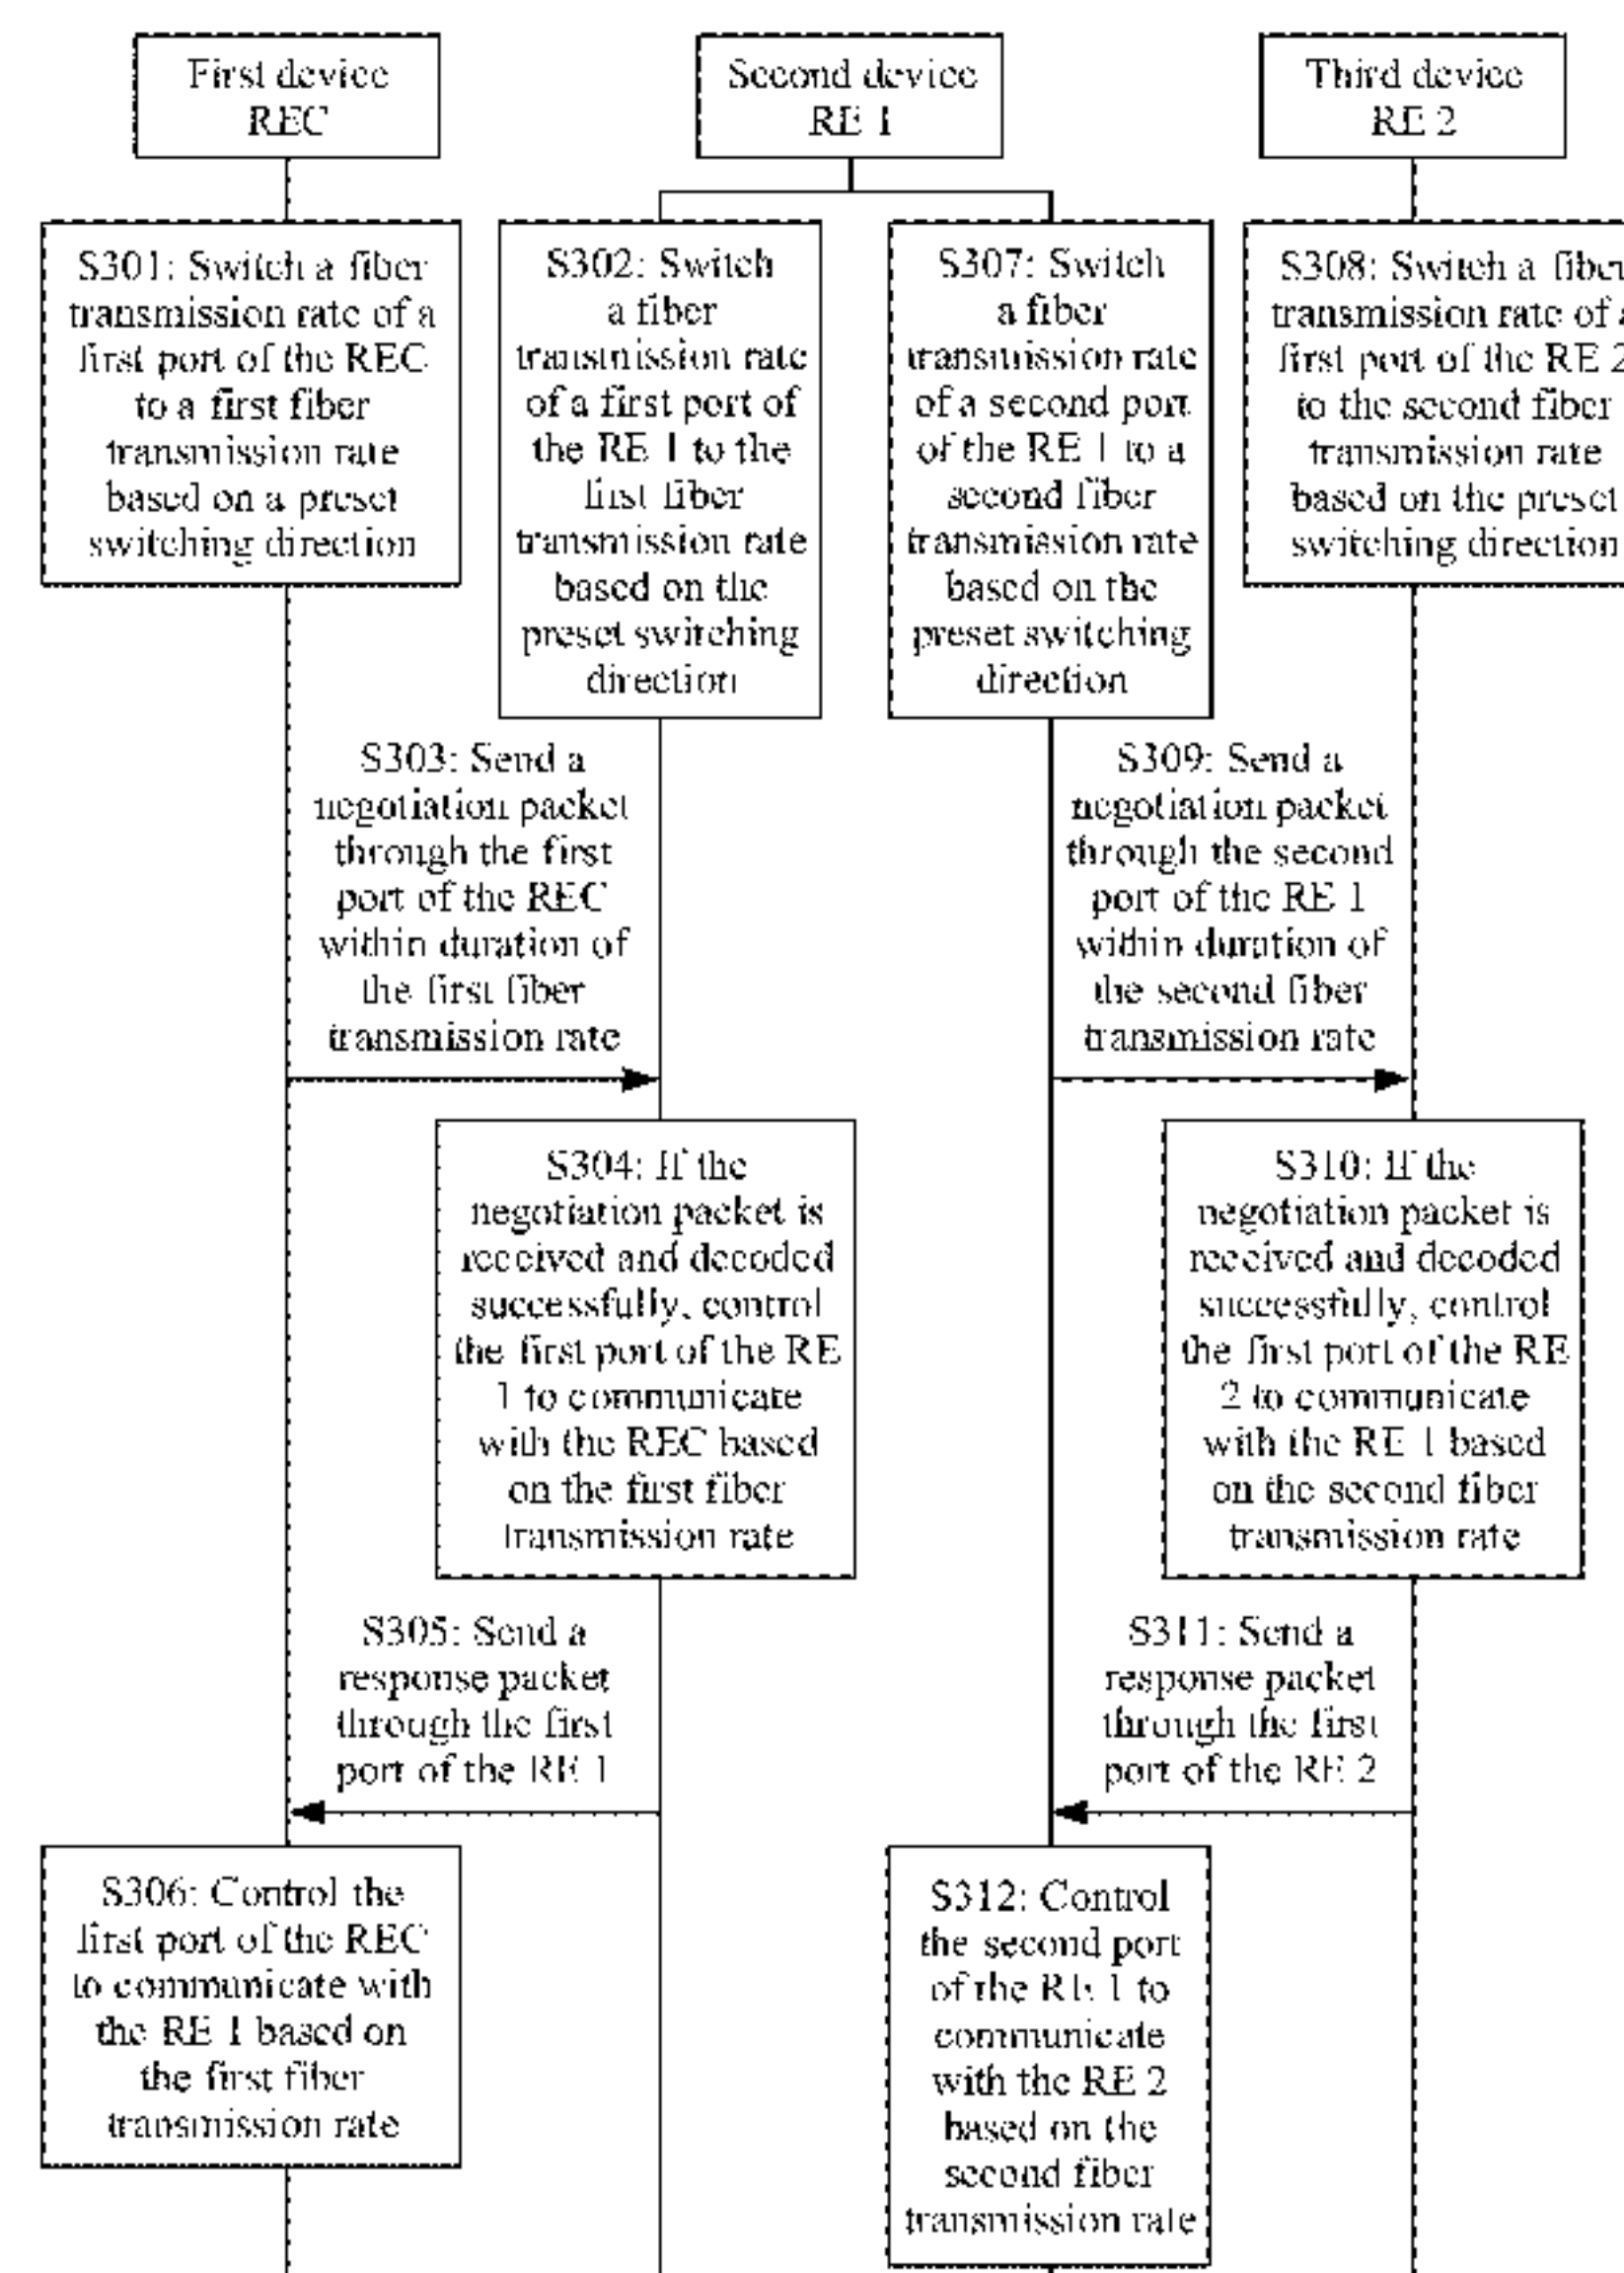 First device
REC
Second device
RE 1
Third device
RE 2
S301: Switch a fiber
transmission rate of a
first port of the REC
to a first fiber
transmission rate
based on a preset
switching direction
S302: Switch
a fiber
transmission rate
of a first port of
the RE 1 to the
first fiber
transmission rate
based on the
preset switching
direction
S307: Switch
a fiber
transmission rate
of a second port
of the RE 1 to a
second fiber
transmission rate
based on the
preset switching
direction
S308: Switch a fiber
transmission rate of a
first port of the RE 2
to the second fiber
transmission rate
based on the preset
switching direction
S303: Send a
negotiation packet
through the first
port of the REC
within duration of
the first fiber
transmission rate
S309: Send a
negotiation packet
through the second
port of the RE 1
within duration of
the second fiber
transmission rate
S304: If the
negotiation packet is
received and decoded
successfully, control
the first port of the RE
1 to communicate
with the REC based
on the first fiber
transmission rate
S310: If the
negotiation packet is
received and decoded
successfully, control
the first port of the RE
2 to communicate
with the RE 1 based
on the second fiber
transmission rate
S305: Send a
response packet
through the first
port of the RE 1
S311: Send a
response packet
through the first
port of the RE 2
S306: Control the
first port of the REC
to communicate with
the RE 1 based on
the first fiber
transmission rate
S312: Control
the second port
of the RE 1 to
communicate
with the RE 2
based on the
second fiber
transmission rate